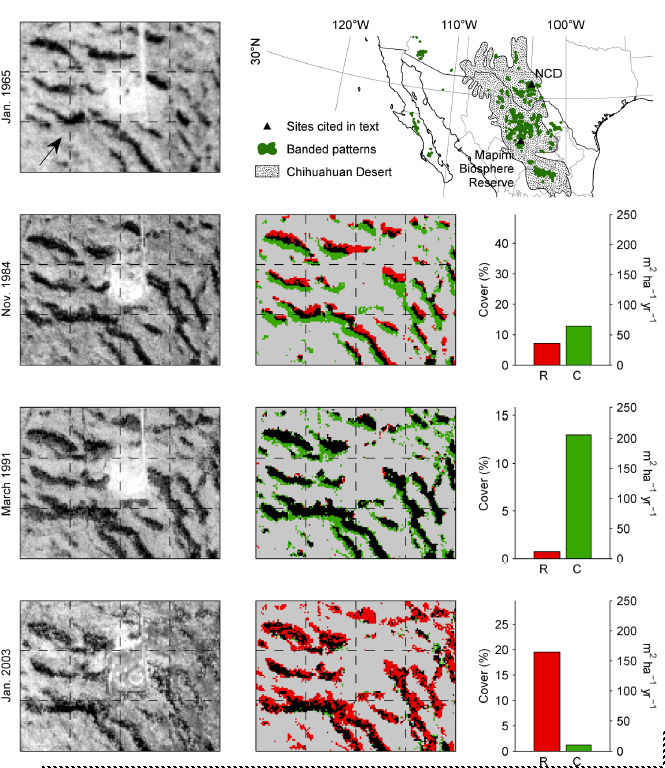 120°W 110°W 100°W
30°N
NCD
Jan. 1965
Sites cited in text
Banded patterns
Chihuahuan Desert
Mapimi
Biosphere
Reserve
Nov. 1984
Cover (%)
0 10 20 30 40
0 50 100 150 200 250
m² ha⁻¹ yr⁻¹
R C
March 1991
Cover (%)
0 5 10 15
0 50 100 150 200 250
m² ha⁻¹ yr⁻¹
R C
Jan. 2003
Cover (%)
0 5 10 15 20 25
0 50 100 150 200 250
m² ha⁻¹ yr⁻¹
R C